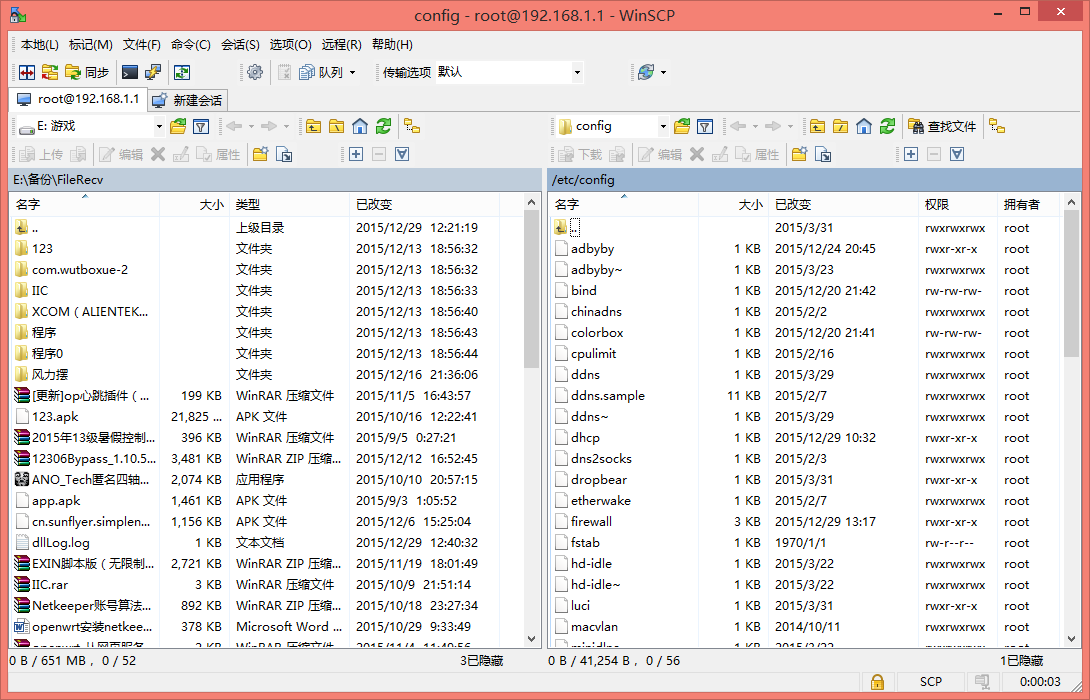 config - root@192.168.1.1 - WinSCP
本地(L) 标记(M) 文件(F) 命令(C) 会话(S) 选项(O) 远程(R) 帮助(H)
同步 队列 传输选项 默认
root@192.168.1.1 新建会话
E: 游戏 config 查找文件
上传 编辑 属性 下载 编辑 属性
E:\备份\FileRecv /etc/config
名字 大小 类型 已改变 名字 大小 已改变 权限 拥有者
.. 上级目录 2015/12/29 12:21:19 .. 2015/3/31 rwxrwxrwx root
123 文件夹 2015/12/13 18:56:32 adbyby 1 KB 2015/12/24 20:45 rwxr-xr-x root
com.wutboxue-2 文件夹 2015/12/13 18:56:32 adbyby~ 1 KB 2015/3/23 rwxrwxrwx root
IIC 文件夹 2015/12/13 18:56:33 bind 1 KB 2015/12/20 21:42 rw-rw-rw- root
XCOM（ALIENTEK... 文件夹 2015/12/13 18:56:40 chinadns 1 KB 2015/2/2 rwxrwxrwx root
程序 文件夹 2015/12/13 18:56:43 colorbox 1 KB 2015/12/20 21:41 rw-rw-rw- root
程序0 文件夹 2015/12/13 18:56:44 cpulimit 1 KB 2015/2/16 rwxrwxrwx root
风力摆 文件夹 2015/12/16 21:36:06 ddns 1 KB 2015/3/29 rwxrwxrwx root
[更新]op心跳插件（... 199 KB WinRAR 压缩文件 2015/11/5 16:43:57 ddns.sample 11 KB 2015/2/7 rwxrwxrwx root
123.apk 21,825 ... APK 文件 2015/10/16 12:22:41 ddns~ 1 KB 2015/3/29 rwxrwxrwx root
2015年13级暑假控制... 396 KB WinRAR 压缩文件 2015/9/5 0:27:21 dhcp 1 KB 2015/12/29 10:32 rwxr-xr-x root
12306Bypass_1.10.5... 3,481 KB WinRAR ZIP 压缩... 2015/12/12 16:52:45 dns2socks 1 KB 2015/2/3 rwxrwxrwx root
ANO_Tech匿名四轴... 2,074 KB 应用程序 2015/10/10 20:57:15 dropbear 1 KB 2015/3/31 rwxr-xr-x root
app.apk 1,461 KB APK 文件 2015/9/3 1:05:52 etherwake 1 KB 2015/2/7 rwxrwxrwx root
cn.sunflyer.simplen... 1,156 KB APK 文件 2015/12/6 15:25:04 firewall 3 KB 2015/12/29 13:17 rwxr-xr-x root
dllLog.log 1 KB 文本文档 2015/12/29 12:40:32 fstab 1 KB 1970/1/1 rw-r--r-- root
EXIN脚本版（无限制... 2,721 KB WinRAR ZIP 压缩... 2015/11/19 18:01:49 hd-idle 1 KB 2015/3/22 rwxrwxrwx root
IIC.rar 3 KB WinRAR 压缩文件 2015/10/9 21:51:14 hd-idle~ 1 KB 2015/3/22 rwxrwxrwx root
Netkeeper账号算法... 892 KB WinRAR ZIP 压缩... 2015/10/18 23:27:34 luci 1 KB 2015/3/31 rwxr-xr-x root
openwrt安装netkee... 378 KB Microsoft Word ... 2015/10/29 9:33:49 macvlan 1 KB 2014/10/11 rwxrwxrwx root
0 B / 651 MB， 0 / 52 3已隐藏 0 B / 41,254 B， 0 / 56 1已隐藏
SCP 0:00:03